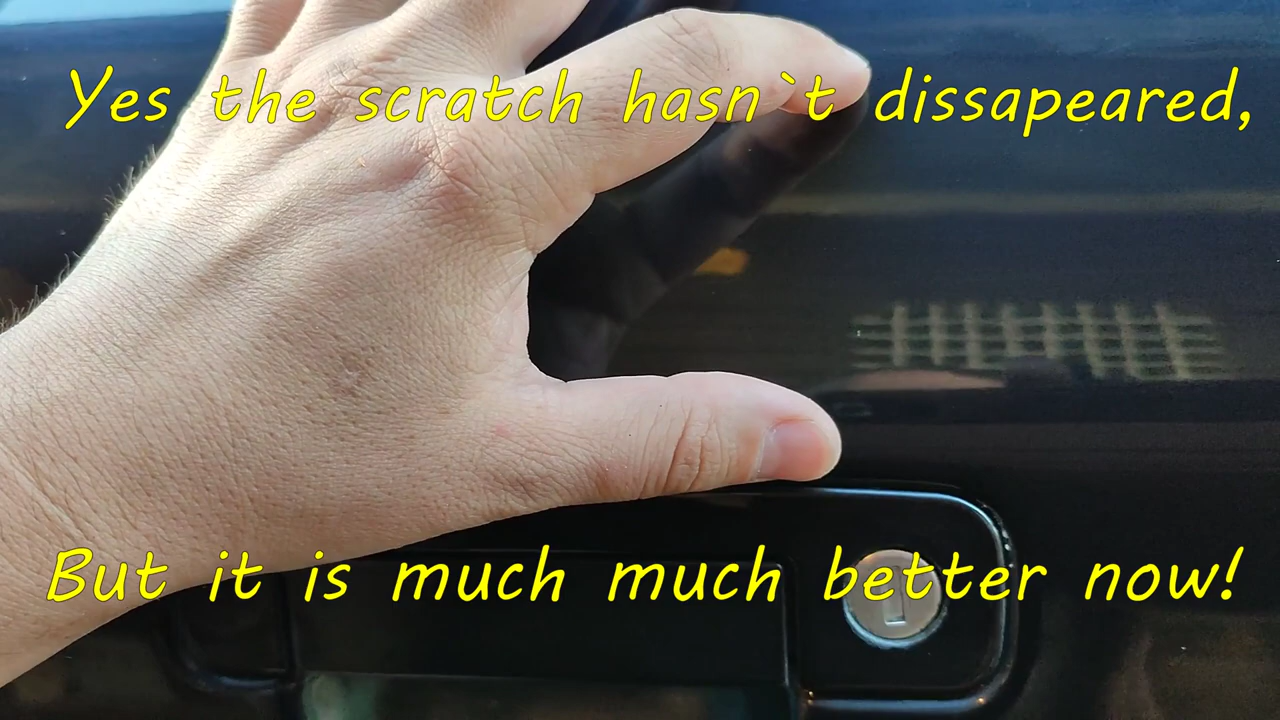 Yes the scratch hasn`t dissapeared,
But it is much much better now!